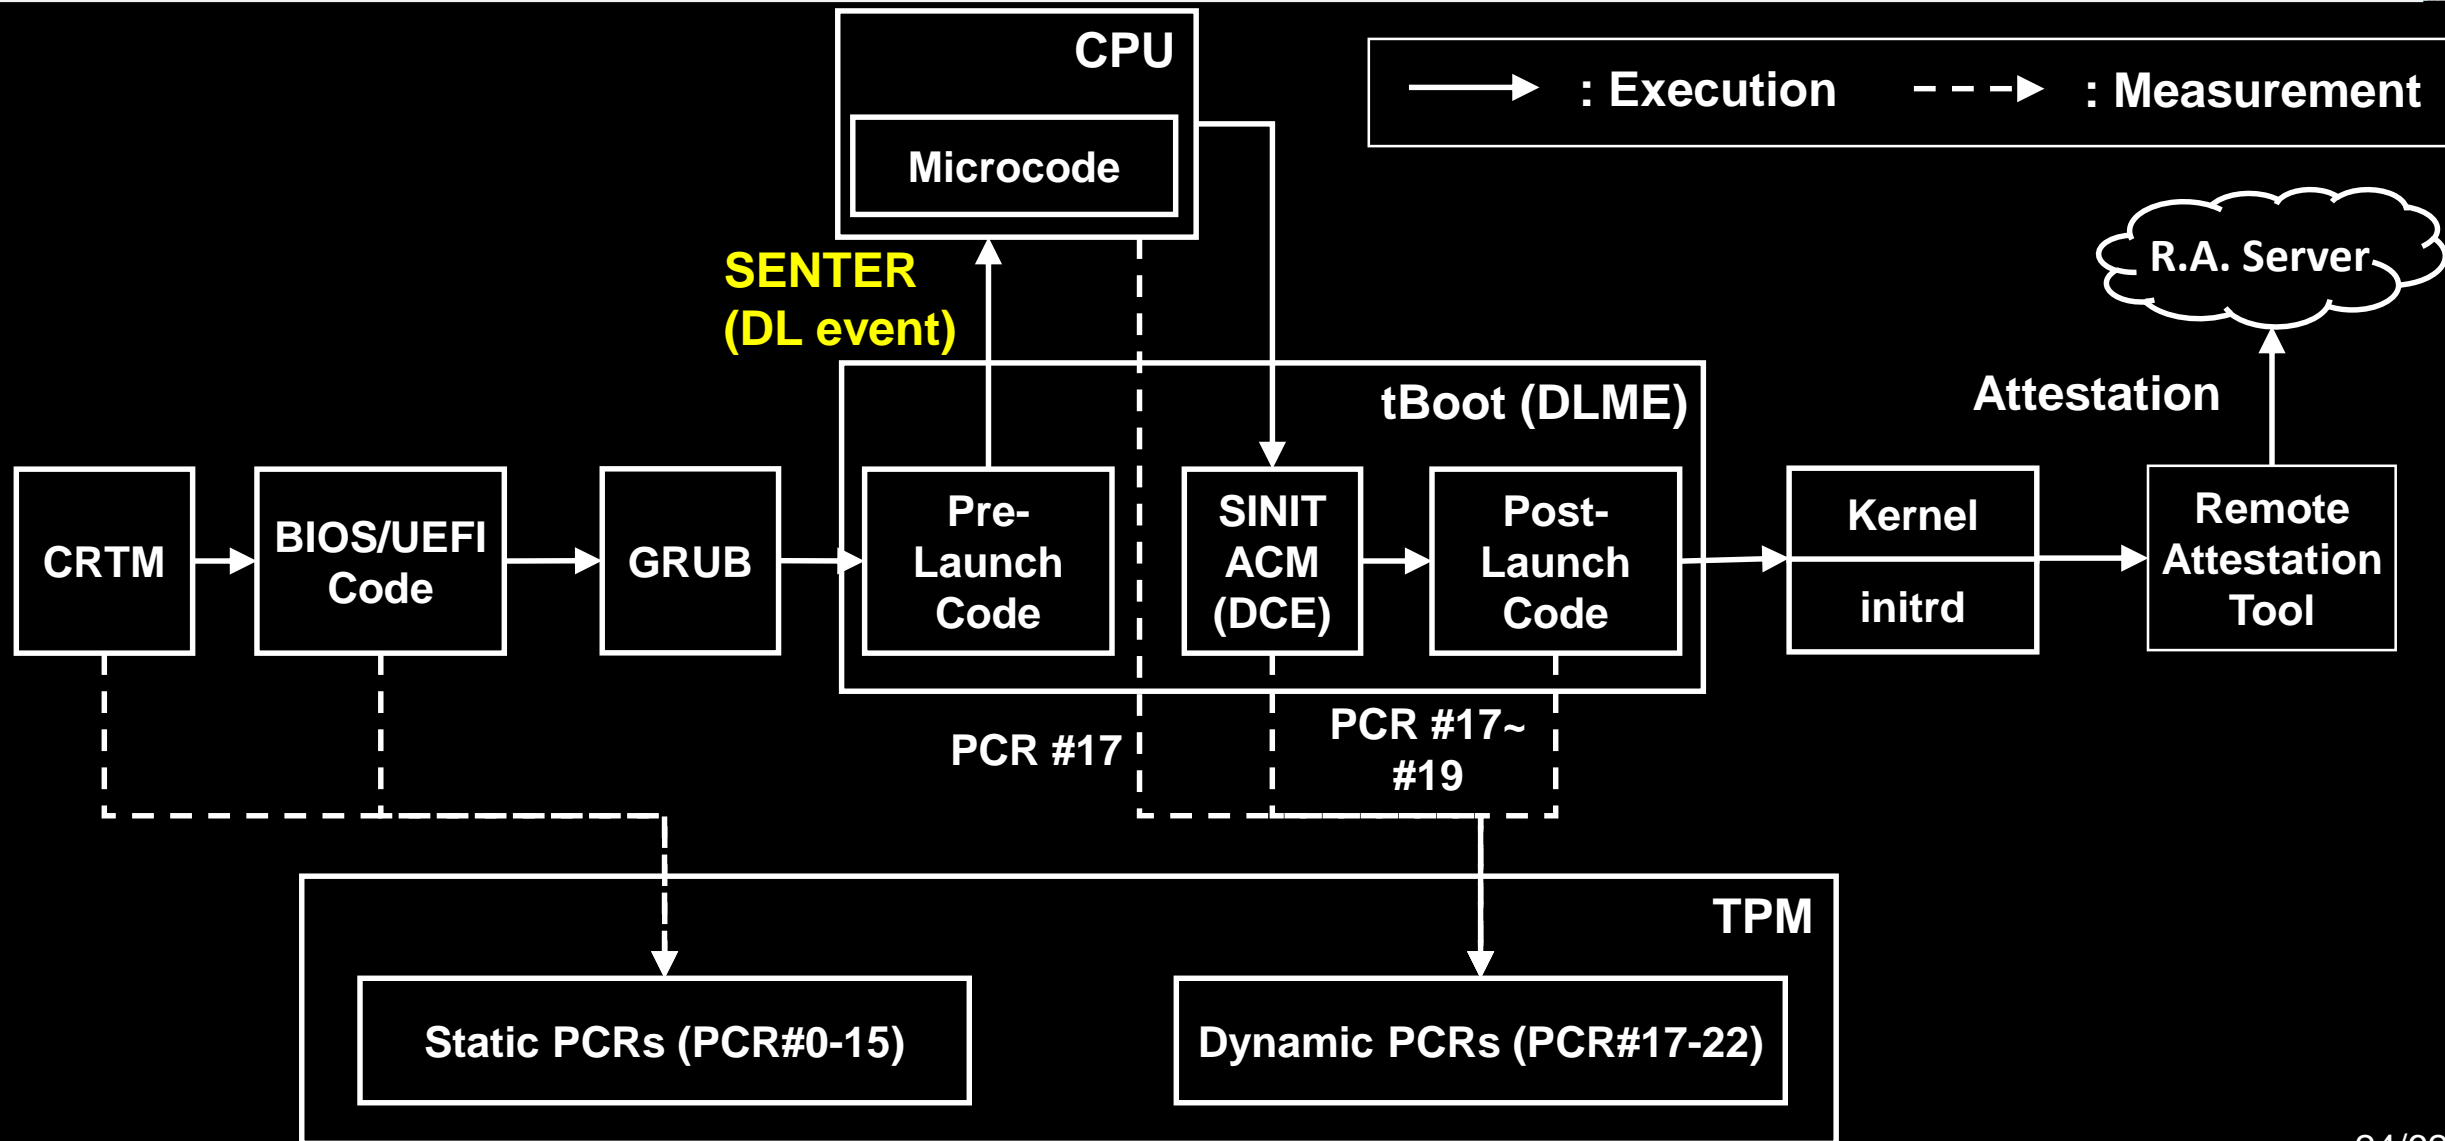 CPU
: Execution
: Measurement
Microcode
R.A. Server
SENTER
(DL event)
tBoot (DLME)
Attestation
CRTM
BIOS/UEFI
Code
GRUB
Pre-
Launch
Code
SINIT
ACM
(DCE)
Post-
Launch
Code
Kernel
initrd
Remote
Attestation
Tool
PCR #17
PCR #17~
#19
TPM
Static PCRs (PCR#0-15)
Dynamic PCRs (PCR#17-22)